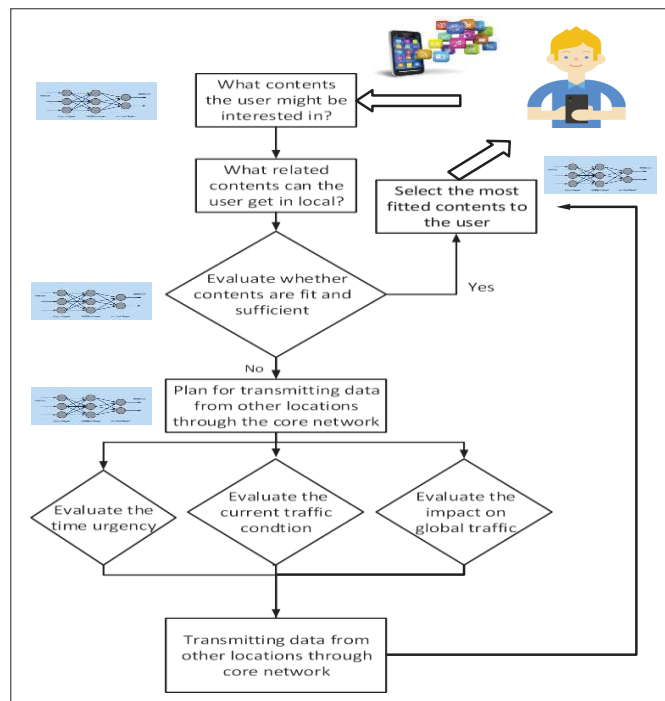 What contents
the user might be
interested in?
What related
contents can the
user get in local?
Select the most
fitted contents to
the user
Evaluate whether
contents are fit and
sufficient
Yes
No
Plan for transmitting data
from other locations
through the core network
Evaluate the
time urgency
Evaluate the
current traffic
condtion
Evaluate the
impact on
global traffic
Transmitting data from
other locations through
core network